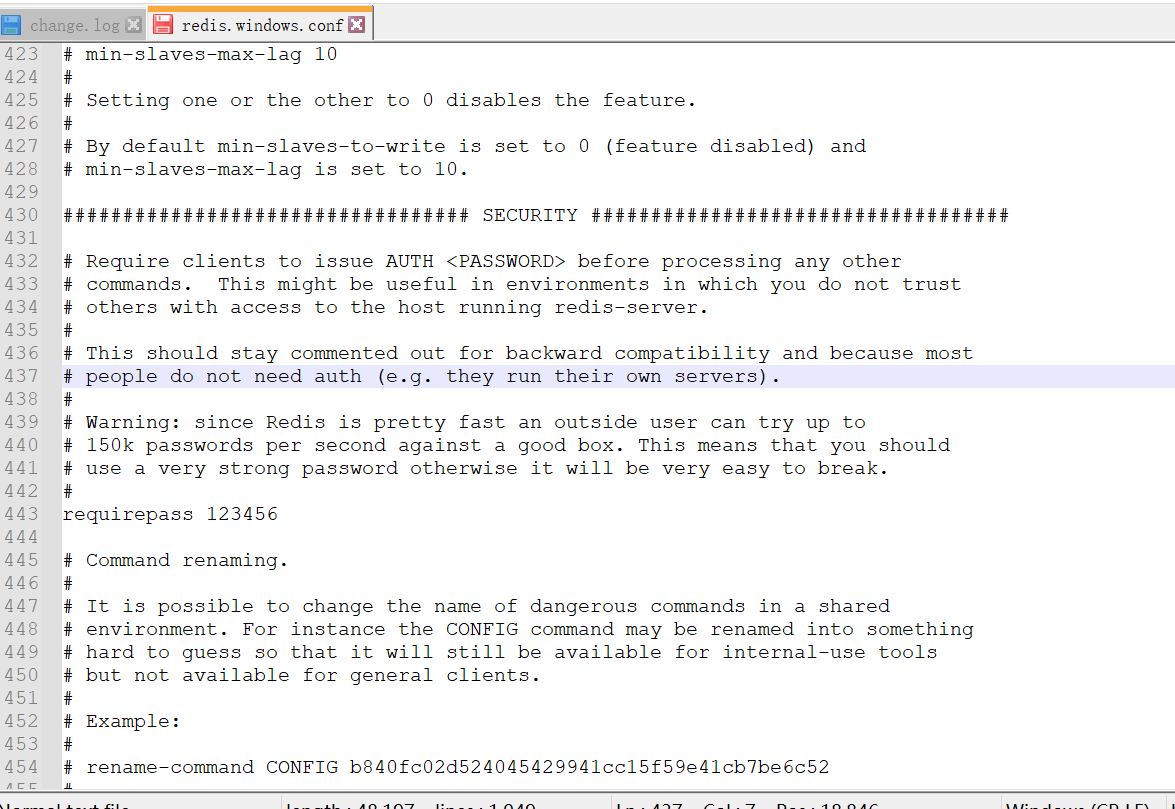 change.log redis.windows.conf
423 # min-slaves-max-lag 10
424 #
425 # Setting one or the other to 0 disables the feature.
426 #
427 # By default min-slaves-to-write is set to 0 (feature disabled) and
428 # min-slaves-max-lag is set to 10.
429
430 ################################## SECURITY ###################################
431
432 # Require clients to issue AUTH <PASSWORD> before processing any other
433 # commands.  This might be useful in environments in which you do not trust
434 # others with access to the host running redis-server.
435 #
436 # This should stay commented out for backward compatibility and because most
437 # people do not need auth (e.g. they run their own servers).
438 #
439 # Warning: since Redis is pretty fast an outside user can try up to
440 # 150k passwords per second against a good box. This means that you should
441 # use a very strong password otherwise it will be very easy to break.
442 #
443 requirepass 123456
444
445 # Command renaming.
446 #
447 # It is possible to change the name of dangerous commands in a shared
448 # environment. For instance the CONFIG command may be renamed into something
449 # hard to guess so that it will still be available for internal-use tools
450 # but not available for general clients.
451 #
452 # Example:
453 #
454 # rename-command CONFIG b840fc02d524045429941cc15f59e41cb7be6c52
455 #
Normal text file length : 48,197 lines : 1,049 Ln : 437 Col : 7 Pos : 18,846 Windows (CR LF)